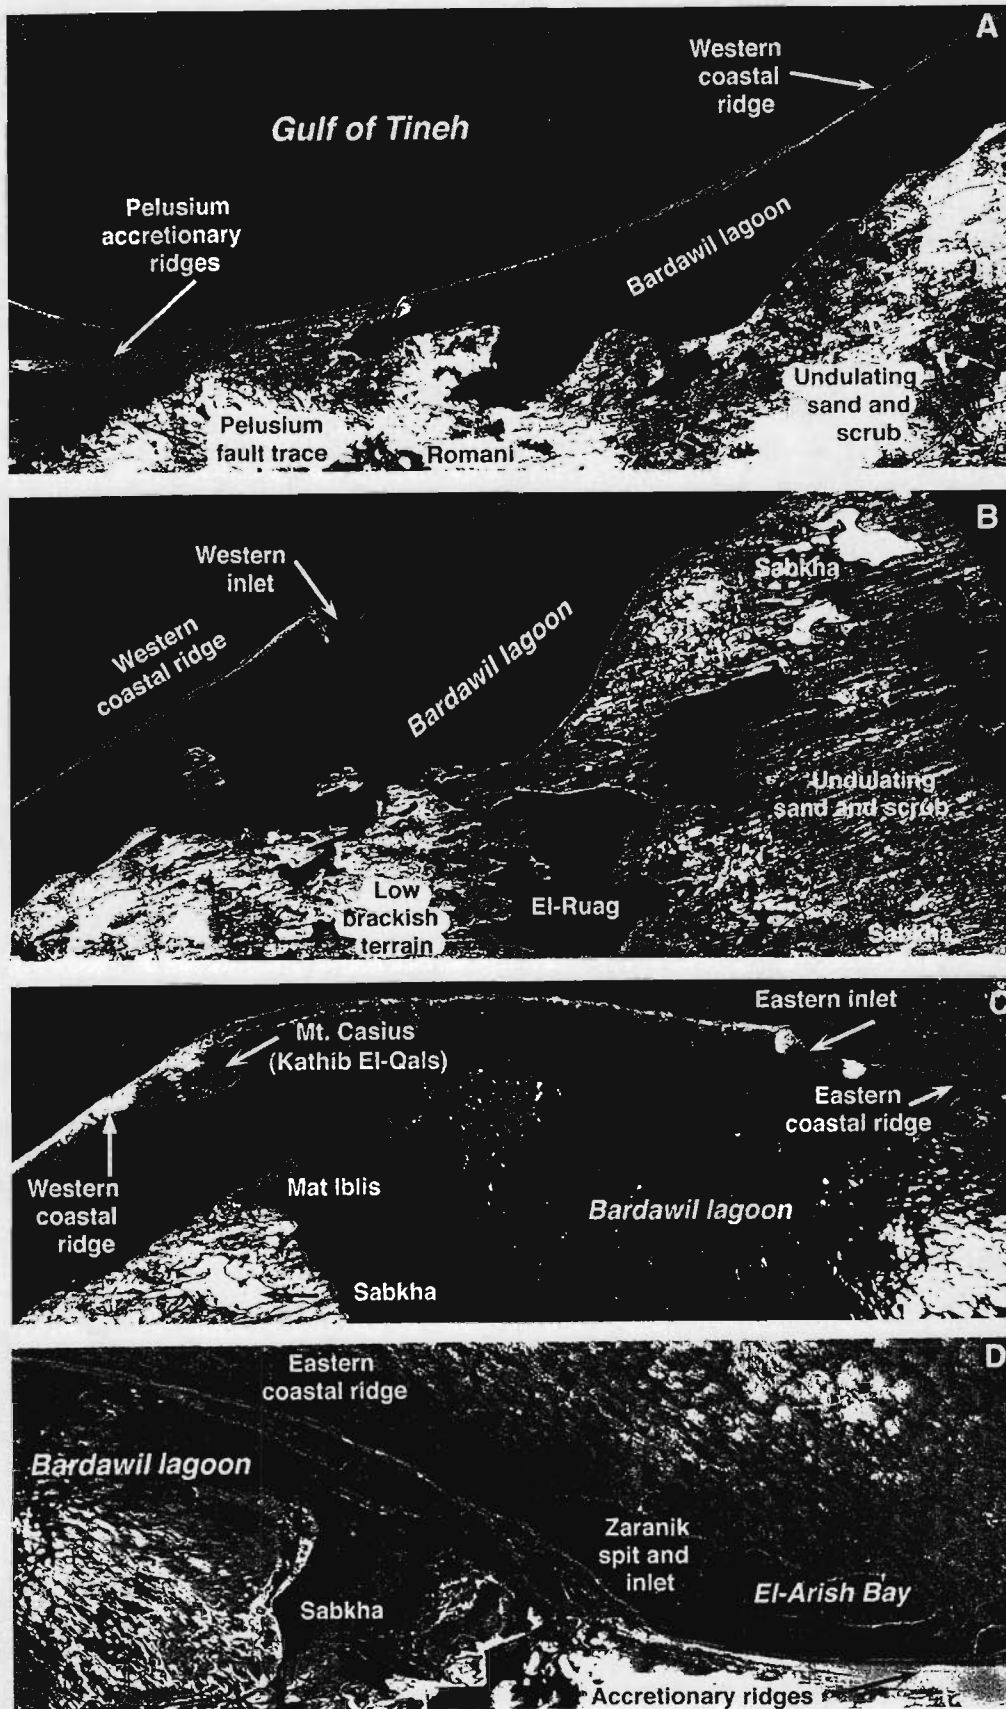 A
Western
coastal
ridge
Gulf of Tineh
Pelusium
accretionary
ridges
Bardawil lagoon
Undulating
sand and
scrub
Pelusium
fault trace
Romani
B
Western
inlet
Sabkha
Western
coastal ridge
Bardawil lagoon
Undulating
sand and scrub
Low
brackish
terrain
El-Ruag
Sabkha
C
Eastern inlet
Mt. Casius
(Kathib El-Qals)
Eastern
coastal ridge
Western
coastal
ridge
Mat Iblis
Bardawil lagoon
Sabkha
D
Eastern
coastal ridge
Bardawil lagoon
Zaranik
spit and
inlet
El-Arish Bay
Sabkha
Accretionary ridges